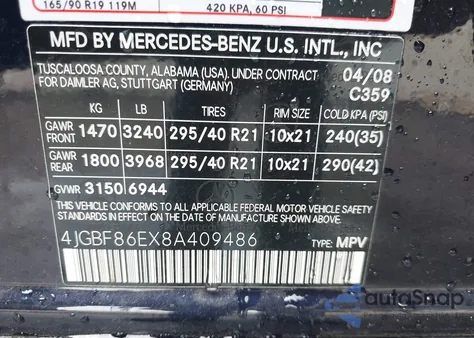 165/90 R19 119M 420 KPA, 60 PSI
MFD BY MERCEDES-BENZ U.S. INTL., INC
TUSCALOOSA COUNTY, ALABAMA (USA). UNDER CONTRACT 04/08
FOR DAIMLER AG, STUTTGART (GERMANY) C359
KG LB TIRES RIM SIZE COLD KPA (PSI)
GAWR FRONT 1470 3240 295/40 R21 10x21 240(35)
GAWR REAR 1800 3968 295/40 R21 10x21 290(42)
GVWR 3150 6944
THIS VEHICLE CONFORMS TO ALL APPLICABLE FEDERAL MOTOR VEHICLE SAFETY
STANDARDS IN EFFECT ON THE DATE OF MANUFACTURE SHOWN ABOVE.
4JGBF86EX8A409486 TYPE: MPV
autoSnap